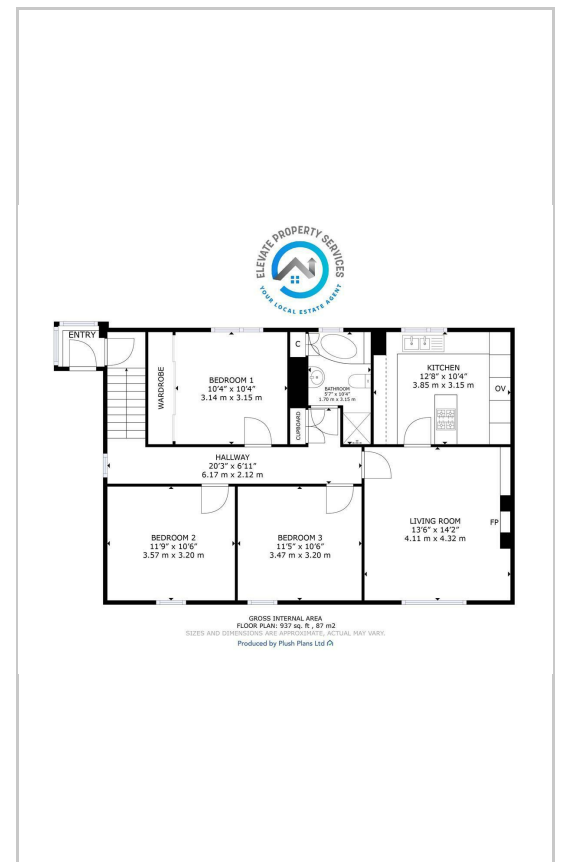 ELEVATE PROPERTY SERVICES
YOUR LOCAL ESTATE AGENT
ENTRY
WARDROBE
BEDROOM 1
10'4" x 10'4"
3.14 m x 3.15 m
C
BATHROOM
5'7" x 10'4"
1.70 m x 3.15 m
CUPBOARD
KITCHEN
12'8" x 10'4"
3.85 m x 3.15 m
OV
HALLWAY
20'3" x 6'11"
6.17 m x 2.12 m
BEDROOM 2
11'9" x 10'6"
3.57 m x 3.20 m
BEDROOM 3
11'5" x 10'6"
3.47 m x 3.20 m
LIVING ROOM
13'6" x 14'2"
4.11 m x 4.32 m
FP
GROSS INTERNAL AREA
FLOOR PLAN: 937 sq. ft , 87 m2
SIZES AND DIMENSIONS ARE APPROXIMATE, ACTUAL MAY VARY.
Produced by Plush Plans Ltd